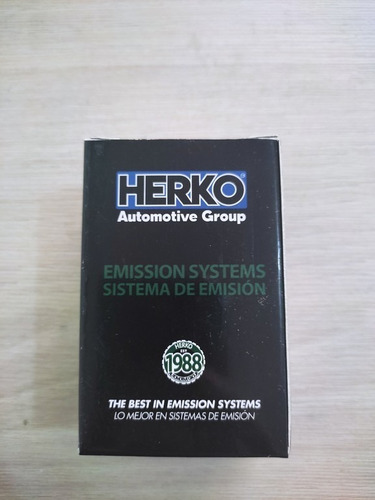 HERKO
Automotive Group
EMISSION SYSTEMS
SISTEMA DE EMISIÓN
HERKO
1988
THE BEST IN EMISSION SYSTEMS
LO MEJOR EN SISTEMAS DE EMISIÓN